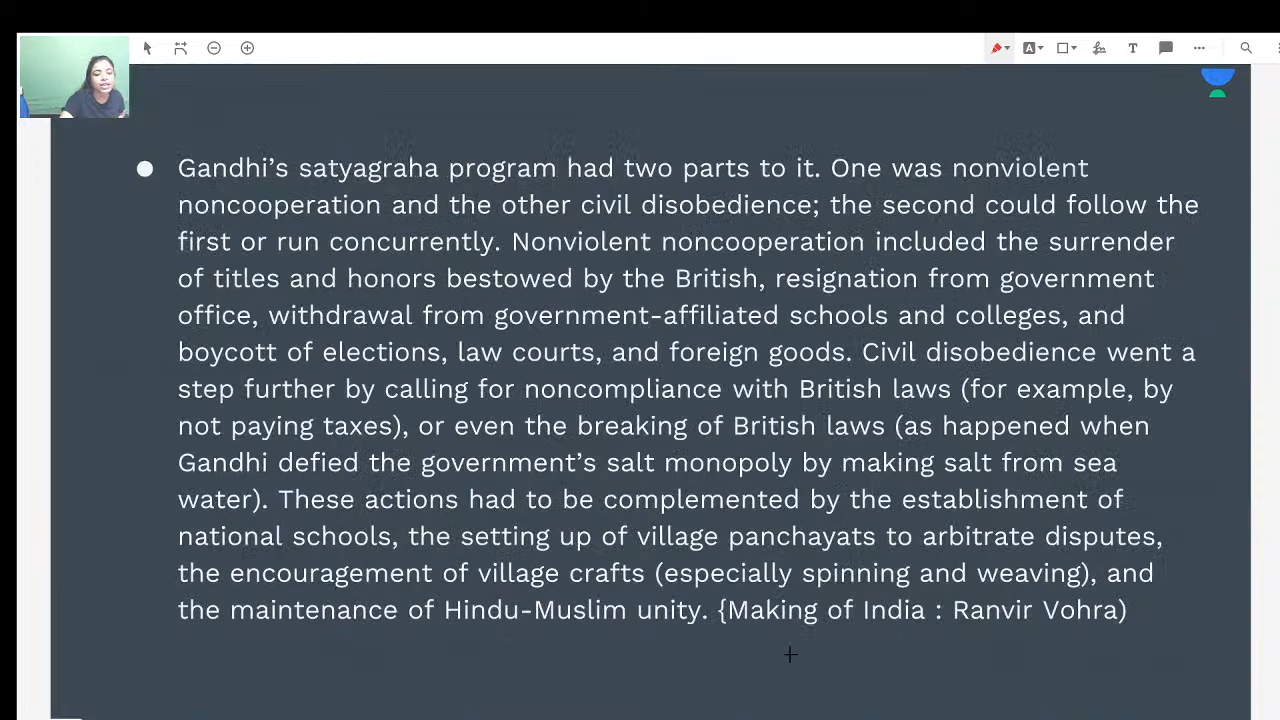 Gandhi’s satyagraha program had two parts to it. One was nonviolent
noncooperation and the other civil disobedience; the second could follow the
first or run concurrently. Nonviolent noncooperation included the surrender
of titles and honors bestowed by the British, resignation from government
office, withdrawal from government-affiliated schools and colleges, and
boycott of elections, law courts, and foreign goods. Civil disobedience went a
step further by calling for noncompliance with British laws (for example, by
not paying taxes), or even the breaking of British laws (as happened when
Gandhi defied the government’s salt monopoly by making salt from sea
water). These actions had to be complemented by the establishment of
national schools, the setting up of village panchayats to arbitrate disputes,
the encouragement of village crafts (especially spinning and weaving), and
the maintenance of Hindu-Muslim unity. {Making of India : Ranvir Vohra)